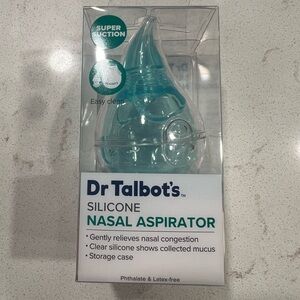 SUPER
SUCTION
Easy clean
Dr Talbot's™
SILICONE
NASAL ASPIRATOR
• Gently relieves nasal congestion
• Clear silicone shows collected mucus
• Storage case
Phthalate & Latex-free